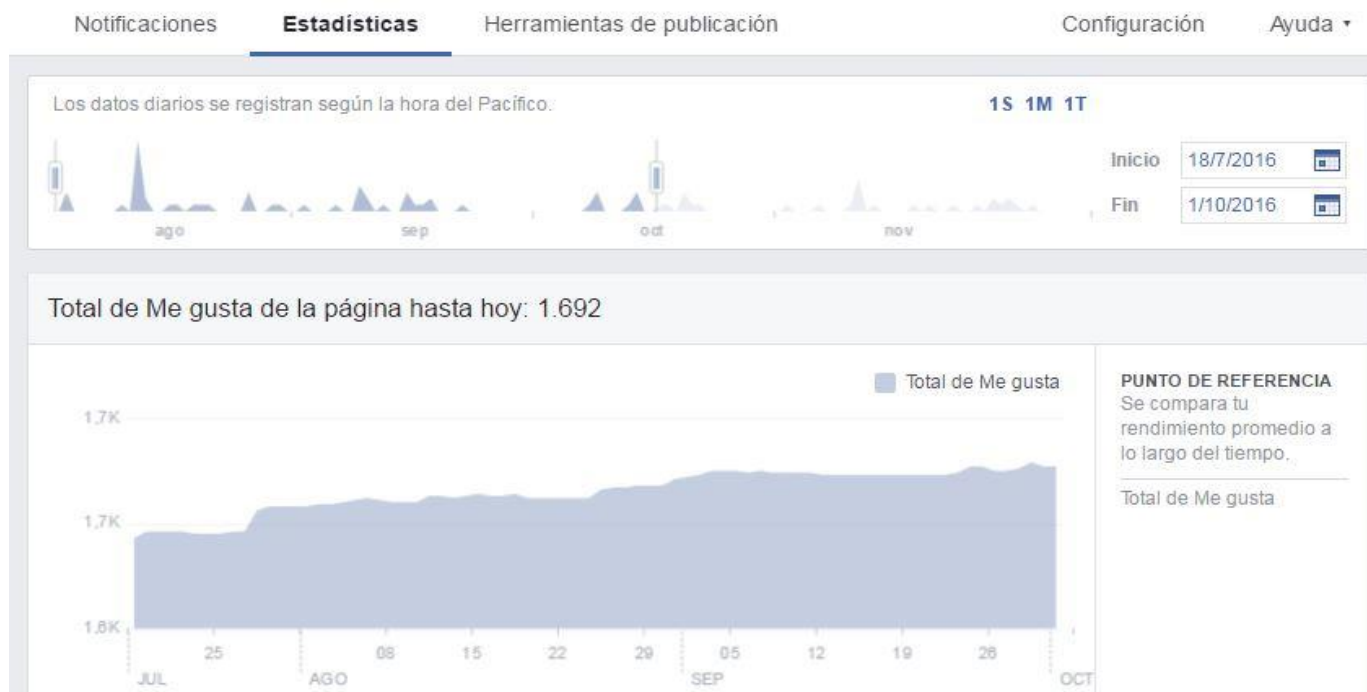 Notificaciones Estadísticas Herramientas de publicación Configuración Ayuda
Los datos diarios se registran según la hora del Pacífico. 1S 1M 1T
Inicio 18/7/2016
Fin 1/10/2016
ago sep oct nov
Total de Me gusta de la página hasta hoy: 1.692
Total de Me gusta
PUNTO DE REFERENCIA
Se compara tu
rendimiento promedio a
lo largo del tiempo.
Total de Me gusta
1,7K
1,7K
1,6K
25 08 15 22 29 05 12 19 26
JUL AGO SEP OCT